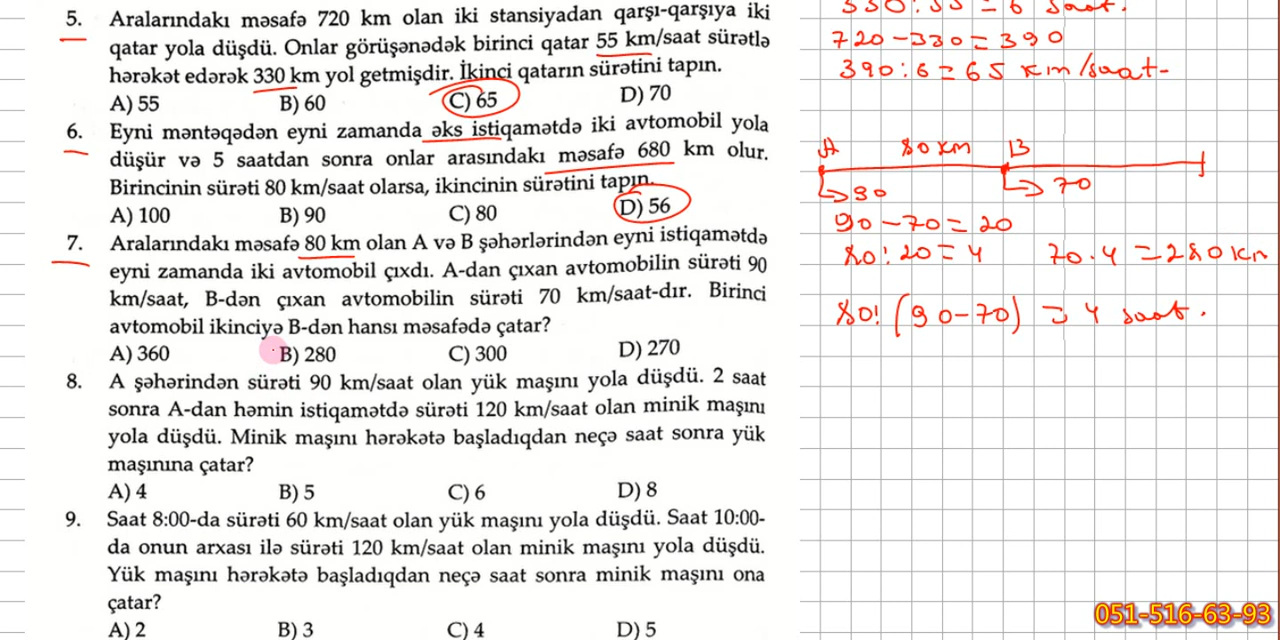 5. Aralarındakı məsafə 720 km olan iki stansiyadan qarşı-qarşıya iki
qatar yola düşdü. Onlar görüşənədək birinci qatar 55 km/saat sürətlə
hərəkət edərək 330 km yol getmişdir. İkinci qatarın sürətini tapın.
A) 55 B) 60 C) 65 D) 70
6. Eyni məntəqədən eyni zamanda əks istiqamətdə iki avtomobil yola
düşür və 5 saatdan sonra onlar arasındakı məsafə 680 km olur.
Birincinin sürəti 80 km/saat olarsa, ikincinin sürətini tapın.
A) 100 B) 90 C) 80 D) 56
7. Aralarındakı məsafə 80 km olan A və B şəhərlərindən eyni istiqamətdə
eyni zamanda iki avtomobil çıxdı. A-dan çıxan avtomobilin sürəti 90
km/saat, B-dən çıxan avtomobilin sürəti 70 km/saat-dır. Birinci
avtomobil ikinciyə B-dən hansı məsafədə çatar?
A) 360 B) 280 C) 300 D) 270
8. A şəhərindən sürəti 90 km/saat olan yük maşını yola düşdü. 2 saat
sonra A-dan həmin istiqamətdə sürəti 120 km/saat olan minik maşını
yola düşdü. Minik maşını hərəkətə başladıqdan neçə saat sonra yük
maşınına çatar?
A) 4 B) 5 C) 6 D) 8
9. Saat 8:00-da sürəti 60 km/saat olan yük maşını yola düşdü. Saat 10:00-
da onun arxası ilə sürəti 120 km/saat olan minik maşını yola düşdü.
Yük maşını hərəkətə başladıqdan neçə saat sonra minik maşını ona
çatar?
A) 2 B) 3 C) 4 D) 5
330:55=6 saat.
720-330=390
390:6=65 km/saat-
A 80 km B
90 70
90-70=20
80:20=4 70.4=280 km
80:(90-70)=4 saat.
051-516-63-93